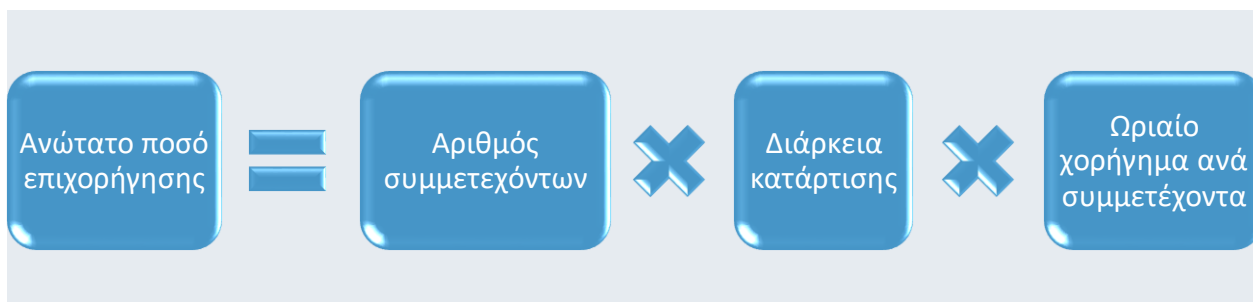 Ανώτατο ποσό
επιχορήγησης
Αριθμός
συμμετεχόντων
Διάρκεια
κατάρτισης
Ωριαίο
χορήγημα ανά
συμμετέχοντα